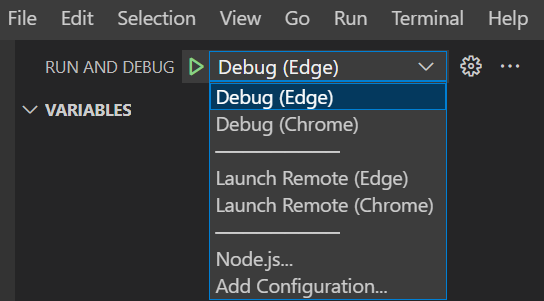 File Edit Selection View Go Run Terminal Help
RUN AND DEBUG Debug (Edge) ...
VARIABLES
Debug (Edge)
Debug (Chrome)
Launch Remote (Edge)
Launch Remote (Chrome)
Node.js...
Add Configuration...